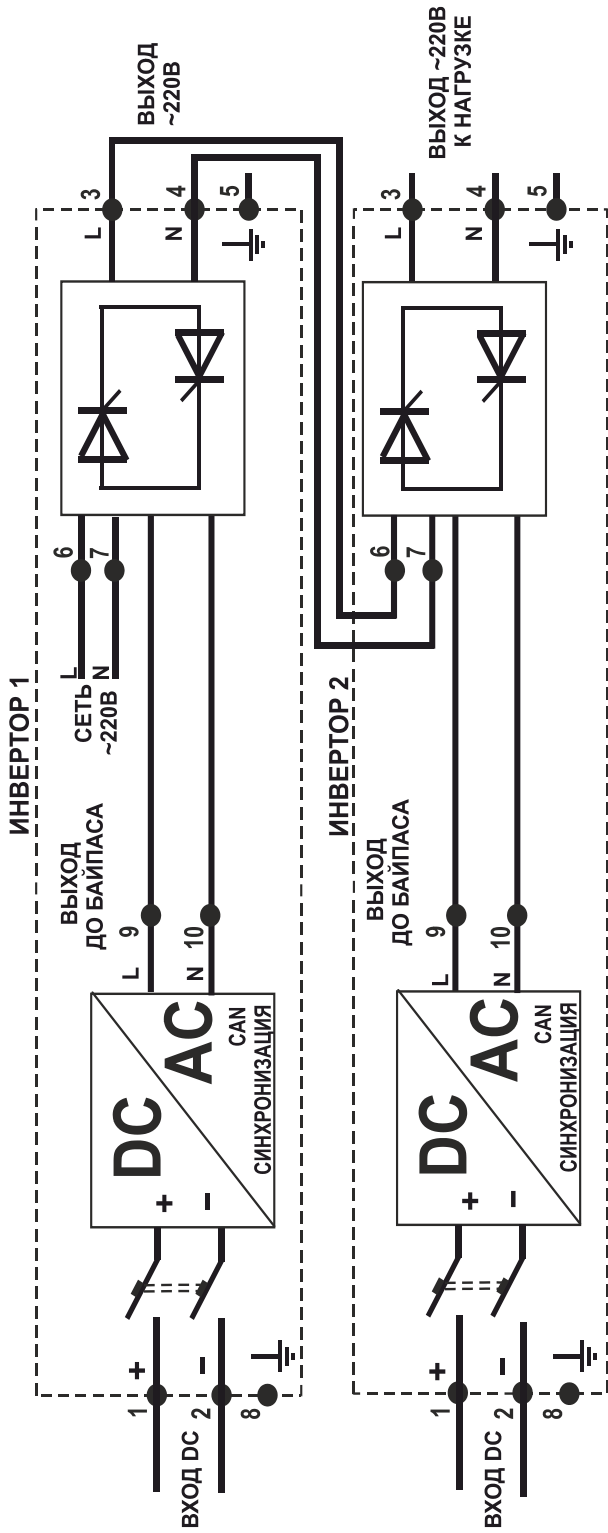 ИНВЕРТОР 1
ВХОД DC
1
+
2
–
8
+
–
DC
AC
CAN
СИНХРОНИЗАЦИЯ
ВЫХОД
ДО БАЙПАСА
L
9
N
10
СЕТЬ
~220В
L
6
N
7
L
3
N
4
5
ВЫХОД
~220В
ИНВЕРТОР 2
ВХОД DC
1
+
2
–
8
+
–
DC
AC
CAN
СИНХРОНИЗАЦИЯ
ВЫХОД
ДО БАЙПАСА
L
9
N
10
6
7
L
3
N
4
5
ВЫХОД ~220В
К НАГРУЗКЕ